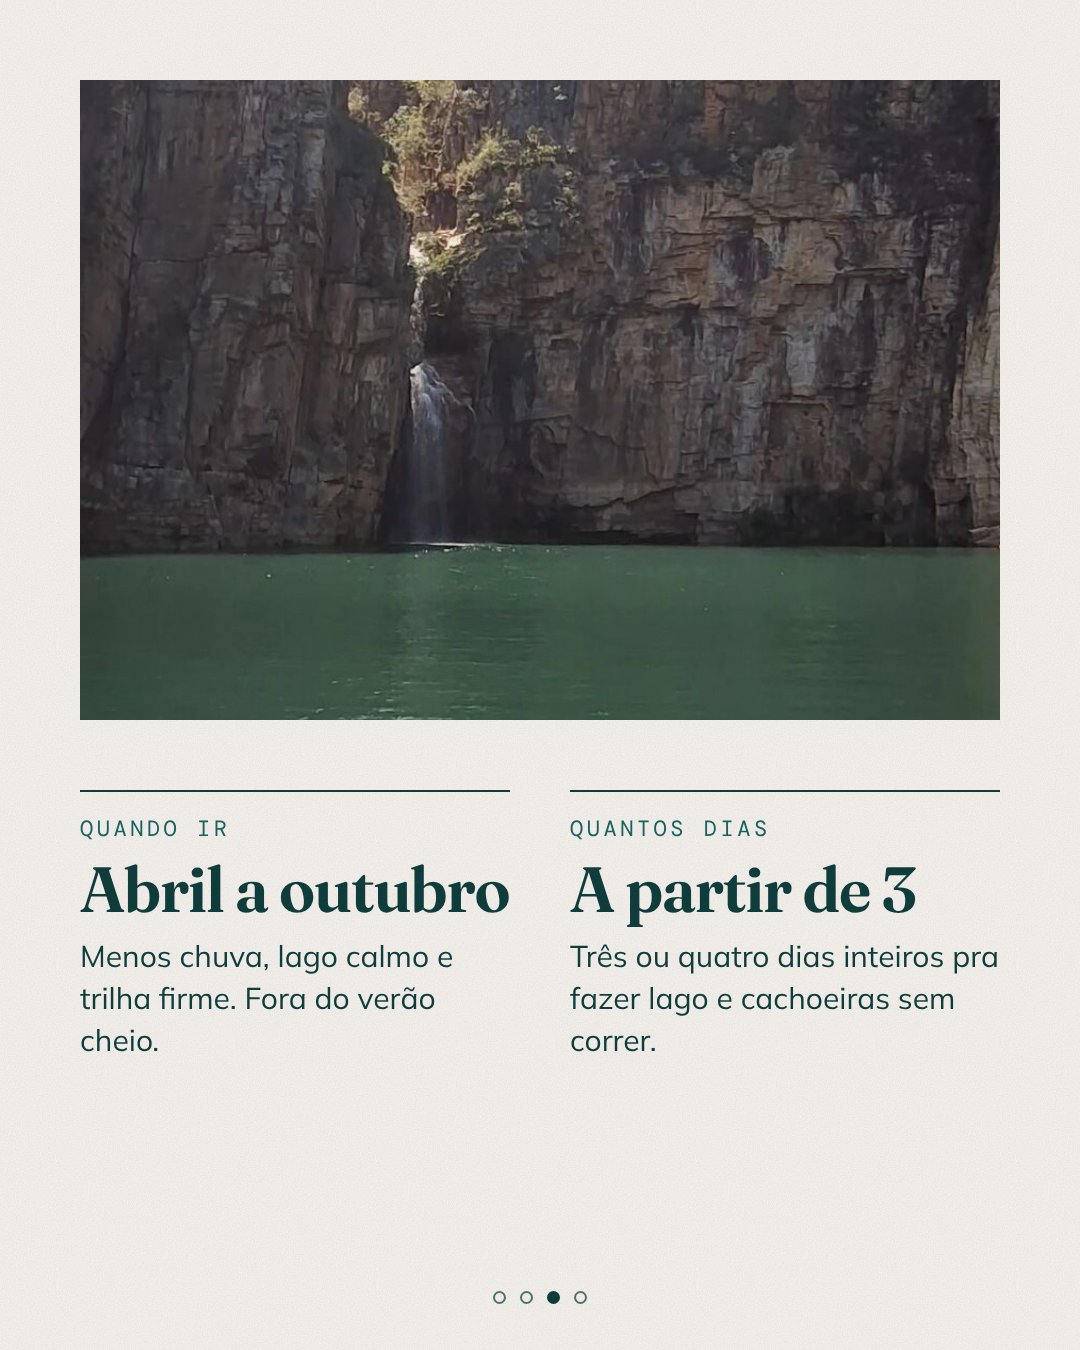 QUANDO IR
Abril a outubro
Menos chuva, lago calmo e
trilha firme. Fora do verão
cheio.
QUANTOS DIAS
A partir de 3
Três ou quatro dias inteiros pra
fazer lago e cachoeiras sem
correr.